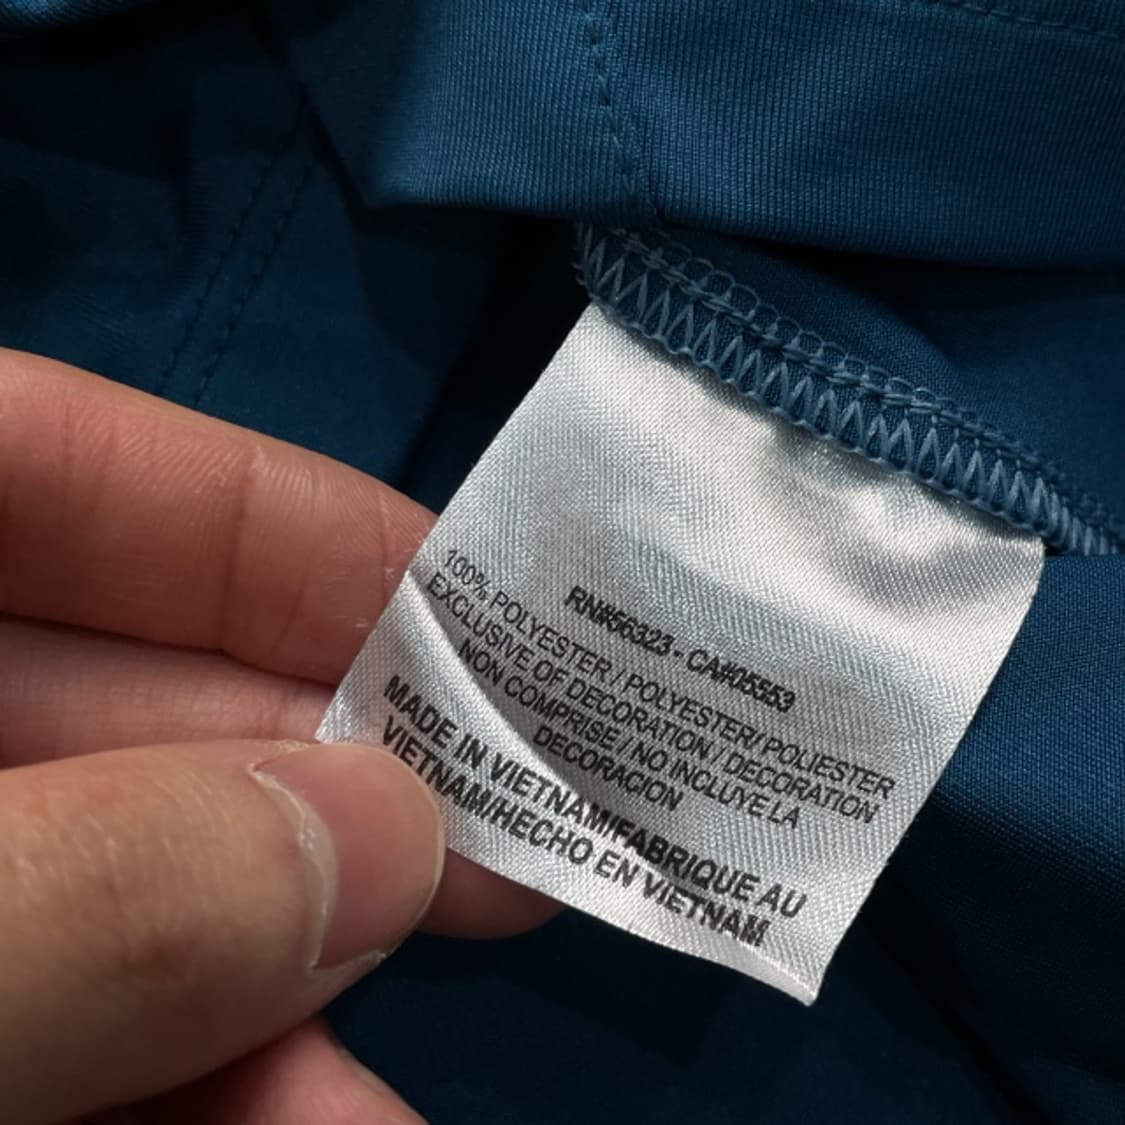 RN#56323 - CA#05553
100% POLYESTER / POLYESTER/ POLIESTER
EXCLUSIVE OF DECORATION / DECORATION
NON COMPRISE / NO INCLUYE LA
DECORACION
MADE IN VIETNAM/FABRIQUE AU
VIETNAM/HECHO EN VIETNAM